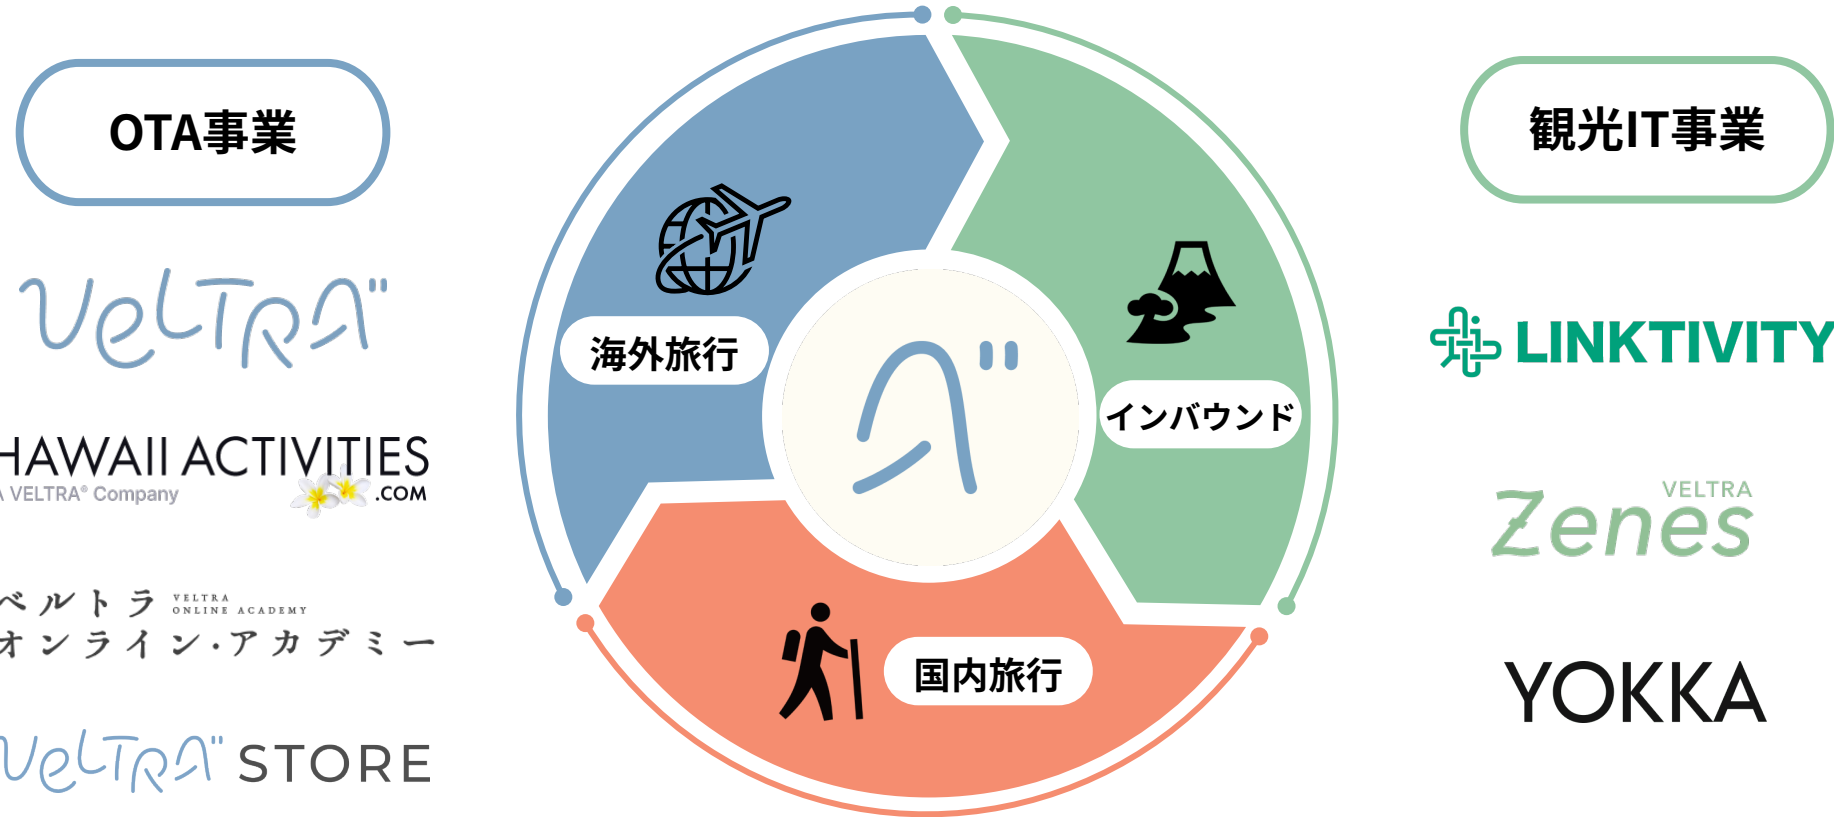 OTA事業
VELTRA
HAWAII ACTIVITIES
A VELTRA® Company
.COM
ベルトラ
VELTRA
ONLINE ACADEMY
オンライン・アカデミー
VELTRA STORE
海外旅行
インバウンド
国内旅行
観光IT事業
LINKTIVITY
VELTRA
Zenes
YOKKA